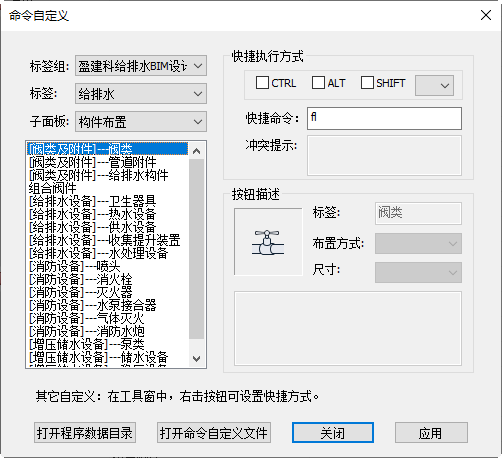 命令自定义
标签组:
盈建科给排水BIM设计
标签:
给排水
子面板:
构件布置
[阀类及附件]---阀类
[阀类及附件]---管道附件
[阀类及附件]---给排水构件
组合阀件
[给排水设备]---卫生器具
[给排水设备]---热水设备
[给排水设备]---供水设备
[给排水设备]---收集提升装置
[给排水设备]---水处理设备
[消防设备]---喷头
[消防设备]---消火栓
[消防设备]---灭火器
[消防设备]---水泵接合器
[消防设备]---气体灭火
[消防设备]---消防水炮
[增压储水设备]---泵类
[增压储水设备]---储水设备
快捷执行方式
CTRL
ALT
SHIFT
快捷命令:
fl
冲突提示:
按钮描述
标签:
阀类
布置方式:
尺寸:
其它自定义: 在工具窗中，右击按钮可设置快捷方式。
打开程序数据目录
打开命令自定义文件
关闭
应用